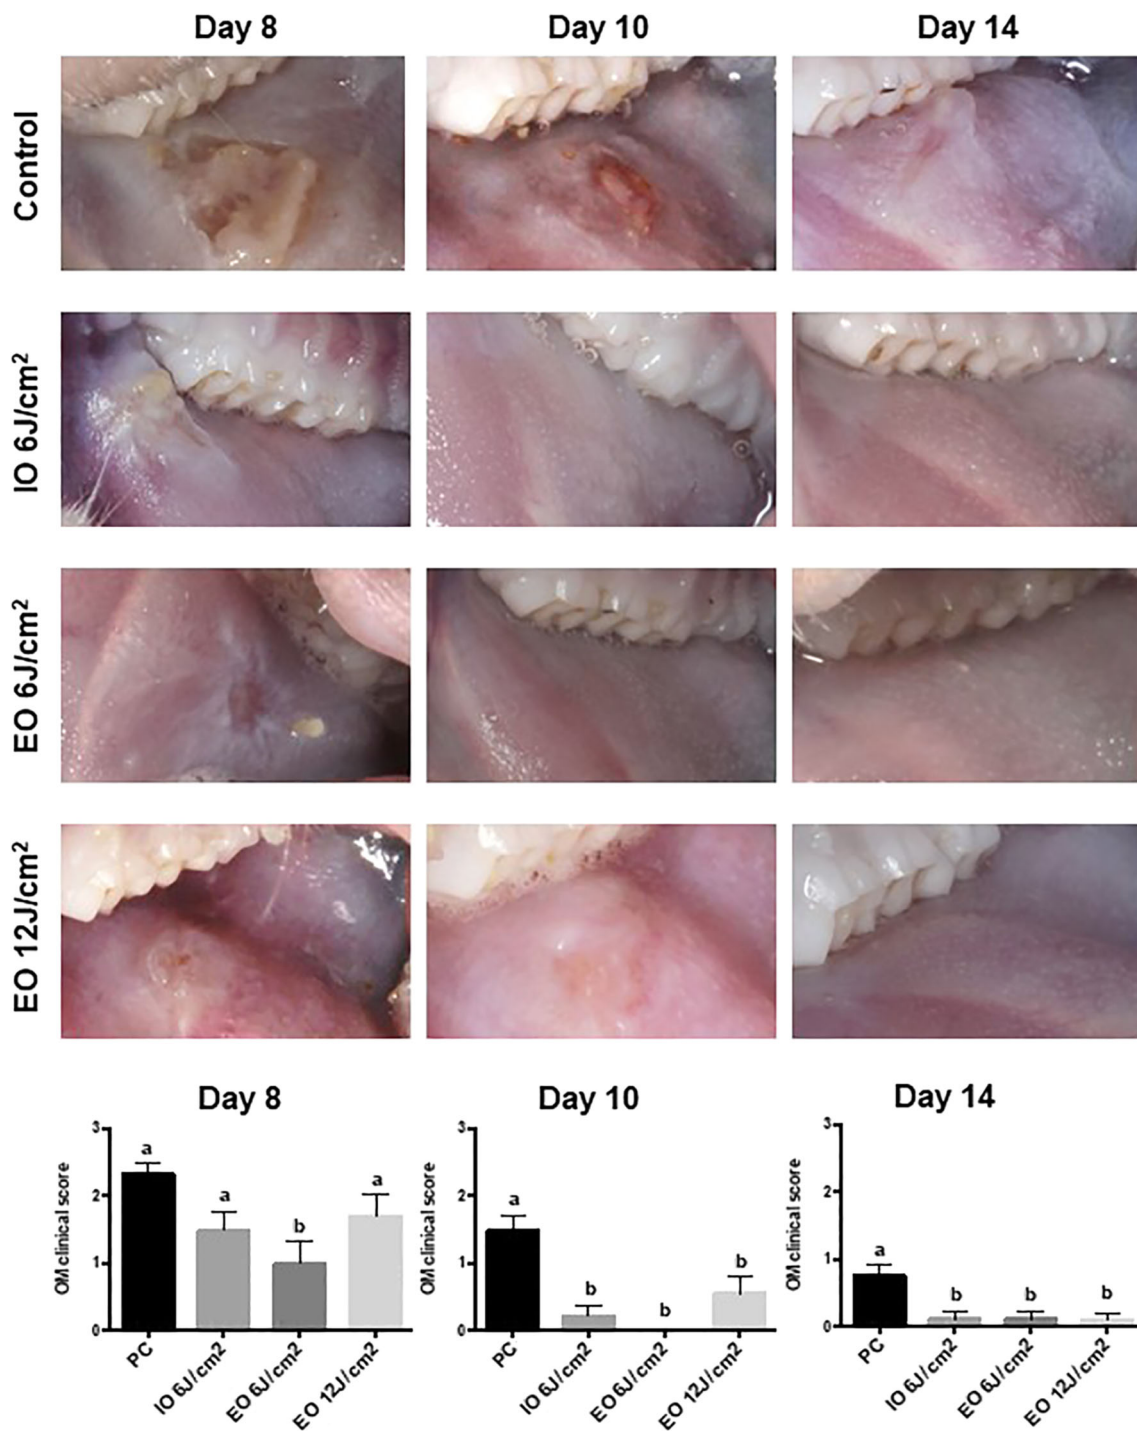 Day 8 Day 10 Day 14
Control
IO 6J/cm²
EO 6J/cm²
EO 12J/cm²
Day 8
OM clinical score
3
2
1
0
a
a
b
a
PC
IO 6J/cm²
EO 6J/cm²
EO 12J/cm²
Day 10
OM clinical score
3
2
1
0
a
b
b
b
PC
IO 6J/cm²
EO 6J/cm²
EO 12J/cm²
Day 14
OM clinical score
3
2
1
0
a
b
b
b
PC
IO 6J/cm²
EO 6J/cm²
EO 12J/cm²